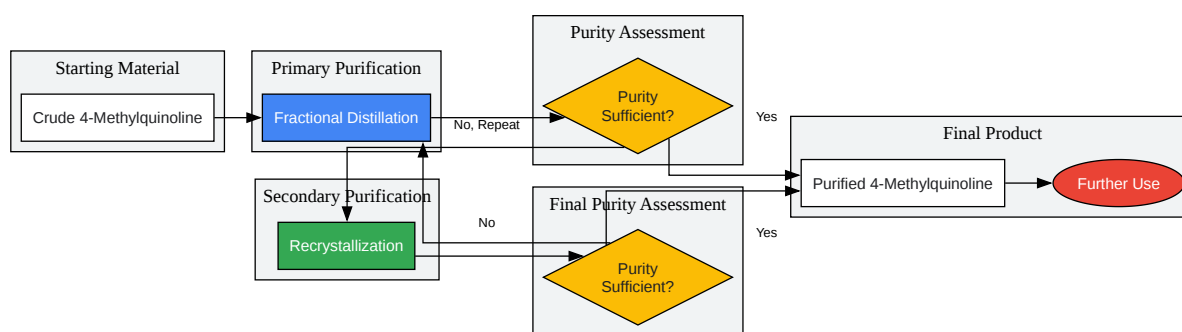 Starting Material
Crude 4-Methylquinoline
Primary Purification
Fractional Distillation
No, Repeat
Purity Assessment
Purity
Sufficient?
Yes
Secondary Purification
Recrystallization
No
Final Purity Assessment
Purity
Sufficient?
Yes
Final Product
Purified 4-Methylquinoline
Further Use